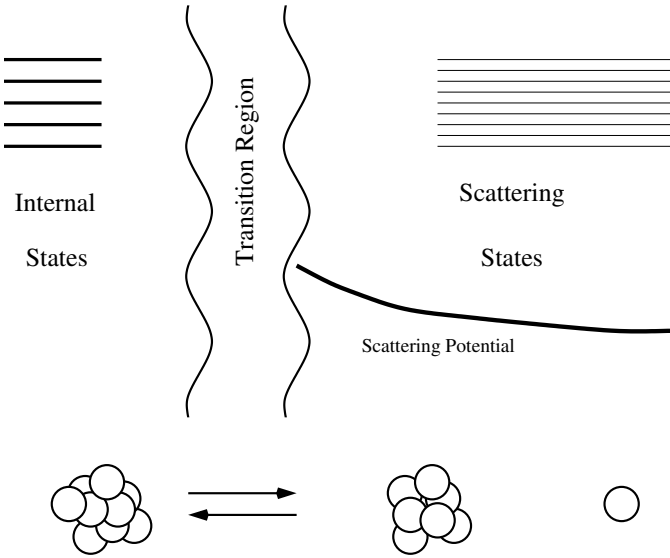 Internal
States
Transition Region
Scattering
States
Scattering Potential